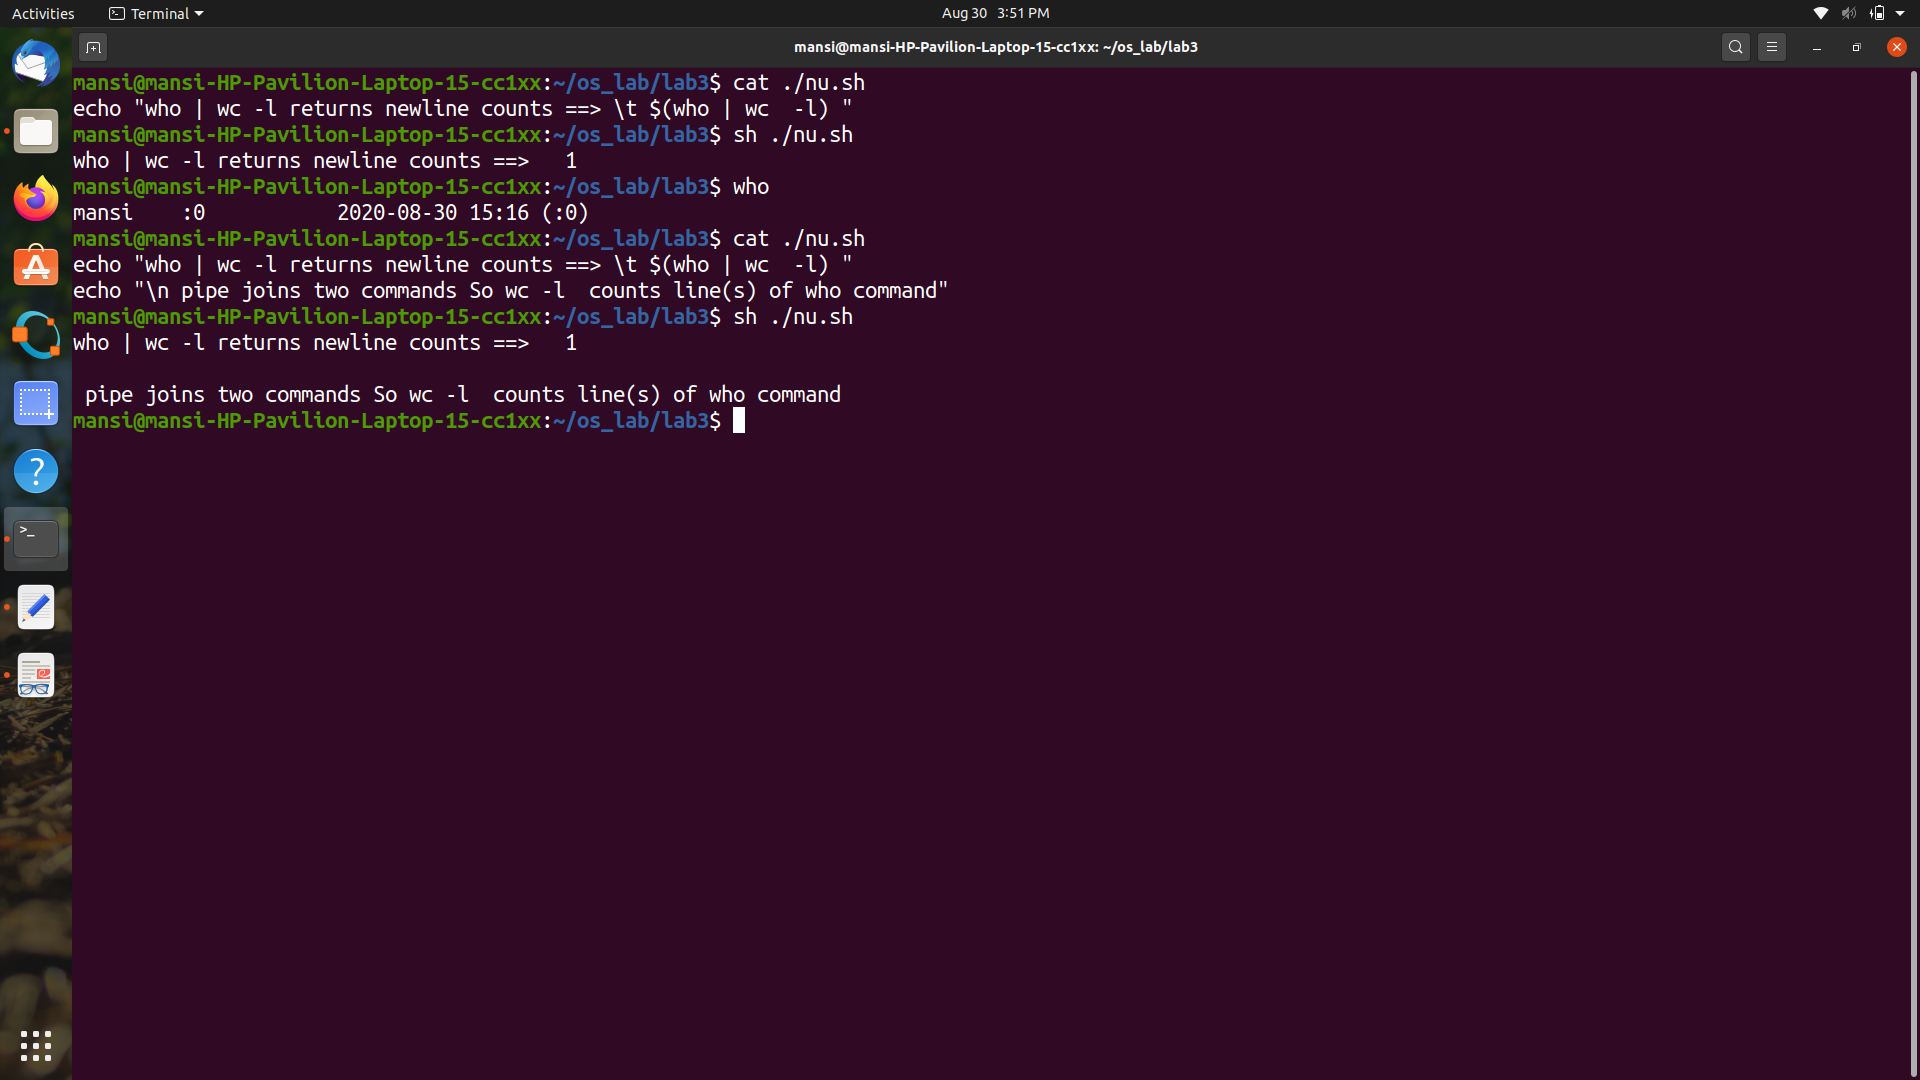 Activities Terminal Aug 30 3:51 PM
mansi@mansi-HP-Pavilion-Laptop-15-cc1xx: ~/os_lab/lab3
mansi@mansi-HP-Pavilion-Laptop-15-cc1xx:~/os_lab/lab3$ cat ./nu.sh
echo "who | wc -l returns newline counts ==> \t $(who | wc  -l) "
mansi@mansi-HP-Pavilion-Laptop-15-cc1xx:~/os_lab/lab3$ sh ./nu.sh
who | wc -l returns newline counts ==>   1
mansi@mansi-HP-Pavilion-Laptop-15-cc1xx:~/os_lab/lab3$ who
mansi    :0           2020-08-30 15:16 (:0)
mansi@mansi-HP-Pavilion-Laptop-15-cc1xx:~/os_lab/lab3$ cat ./nu.sh
echo "who | wc -l returns newline counts ==> \t $(who | wc  -l) "
echo "\n pipe joins two commands So wc -l  counts line(s) of who command"
mansi@mansi-HP-Pavilion-Laptop-15-cc1xx:~/os_lab/lab3$ sh ./nu.sh
who | wc -l returns newline counts ==>   1
 pipe joins two commands So wc -l  counts line(s) of who command
mansi@mansi-HP-Pavilion-Laptop-15-cc1xx:~/os_lab/lab3$